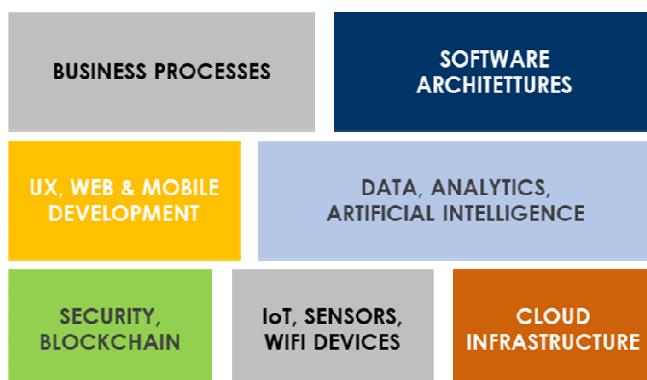 BUSINESS PROCESSES
SOFTWARE
ARCHITETTURES
UX, WEB & MOBILE
DEVELOPMENT
DATA, ANALYTICS,
ARTIFICIAL INTELLIGENCE
SECURITY,
BLOCKCHAIN
IoT, SENSORS,
WIFI DEVICES
CLOUD
INFRASTRUCTURE